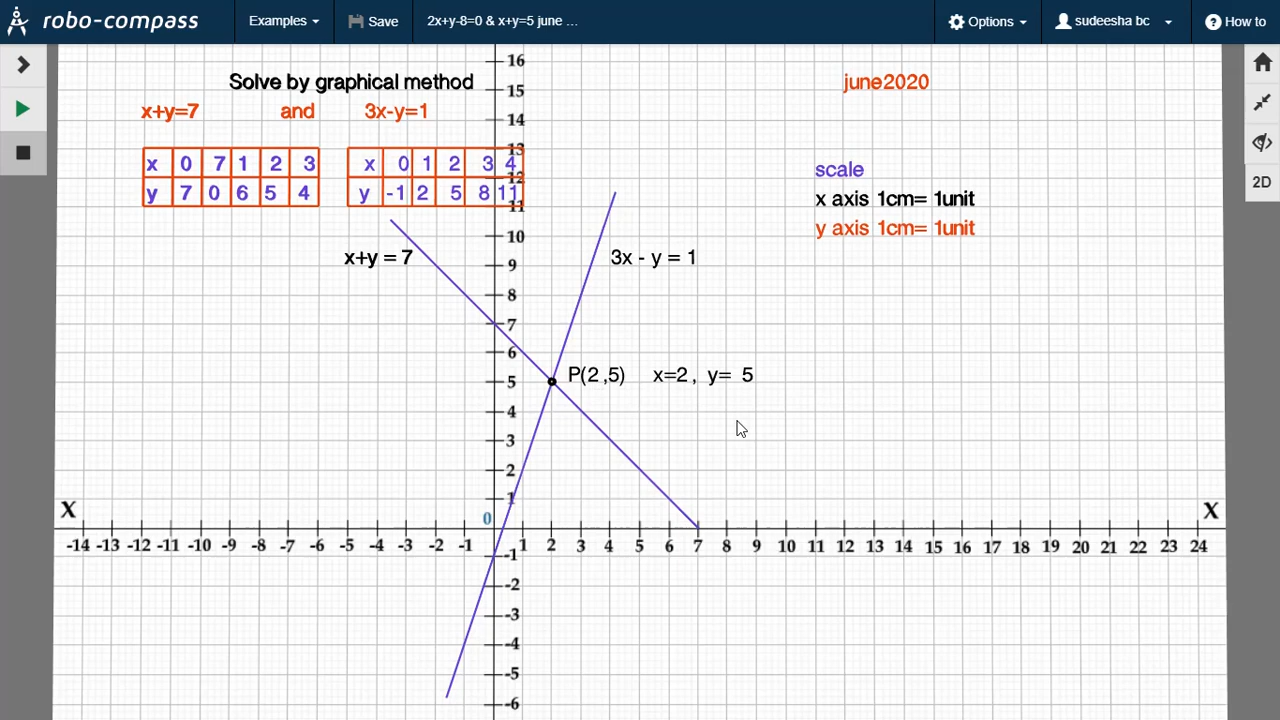 robo-compass Examples Save 2x+y-8=0 & x+y=5 june ... Options sudeesha bc How to
Solve by graphical method
june2020
x+y=7 and 3x-y=1
x 0 7 1 2 3
y 7 0 6 5 4
x 0 1 2 3 4
y -1 2 5 8 11
scale
x axis 1cm= 1unit
y axis 1cm= 1unit
2D
16
15
14
13
12
11
10
9
8
7
6
5
4
3
2
1
0
x+y = 7
3x - y = 1
P(2 ,5) x=2 , y= 5
X
X
-14 -13 -12 -11 -10 -9 -8 -7 -6 -5 -4 -3 -2 -1 1 2 3 4 5 6 7 8 9 10 11 12 13 14 15 16 17 18 19 20 21 22 23 24
-1
-2
-3
-4
-5
-6